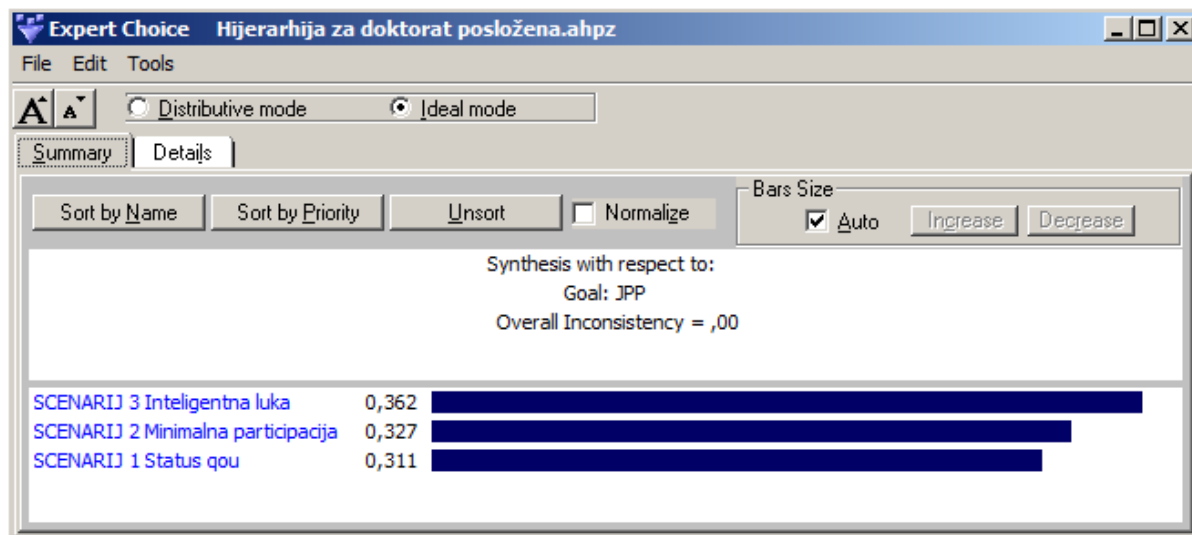 Expert Choice Hijerarhija za doktorat posložena.ahpz
File Edit Tools
A A Distributive mode Ideal mode
Summary Details
Bars Size
Sort by Name Sort by Priority Unsort Normalize Auto Increase Decrease
Synthesis with respect to:
Goal: JPP
Overall Inconsistency = ,00
SCENARIJ 3 Inteligentna luka 0,362
SCENARIJ 2 Minimalna participacija 0,327
SCENARIJ 1 Status qou 0,311